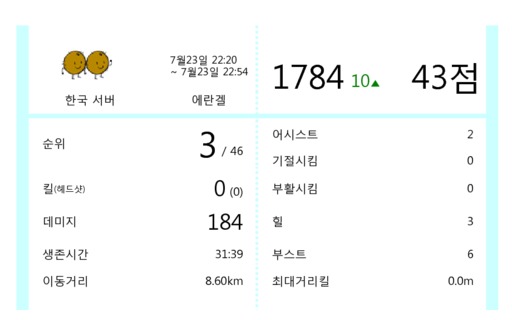 7월23일 22:20
~ 7월23일 22:54
한국 서버 에란겔
1784 10▲ 43점
순위 3 / 46
킬(헤드샷) 0 (0)
데미지 184
생존시간 31:39
이동거리 8.60km
어시스트 2
기절시킴 0
부활시킴 0
힐 3
부스트 6
최대거리킬 0.0m